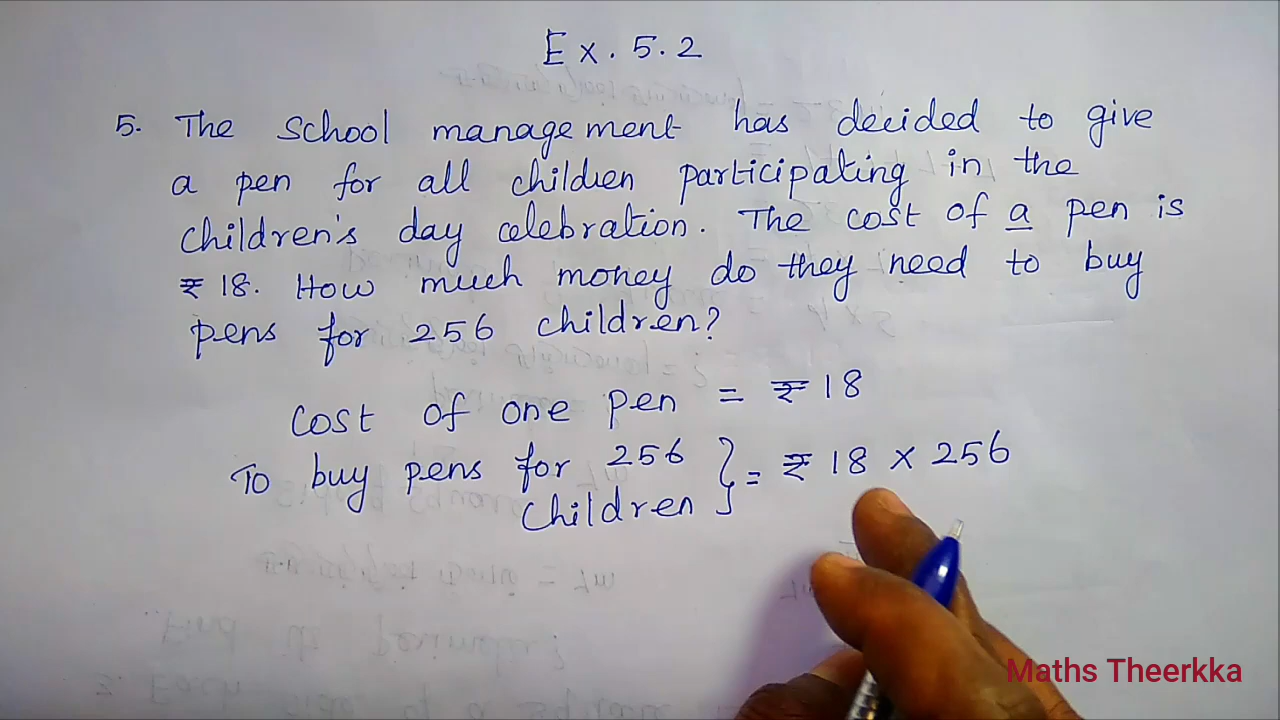 Ex. 5.2
5. The School management has decided to give
a pen for all children participating in the
children's day celebration. The cost of a pen is
₹ 18. How much money do they need to buy
pens for 256 children?
Cost of one pen = ₹ 18
To buy pens for 256 } = ₹ 18 × 256
children
Maths Theerkka